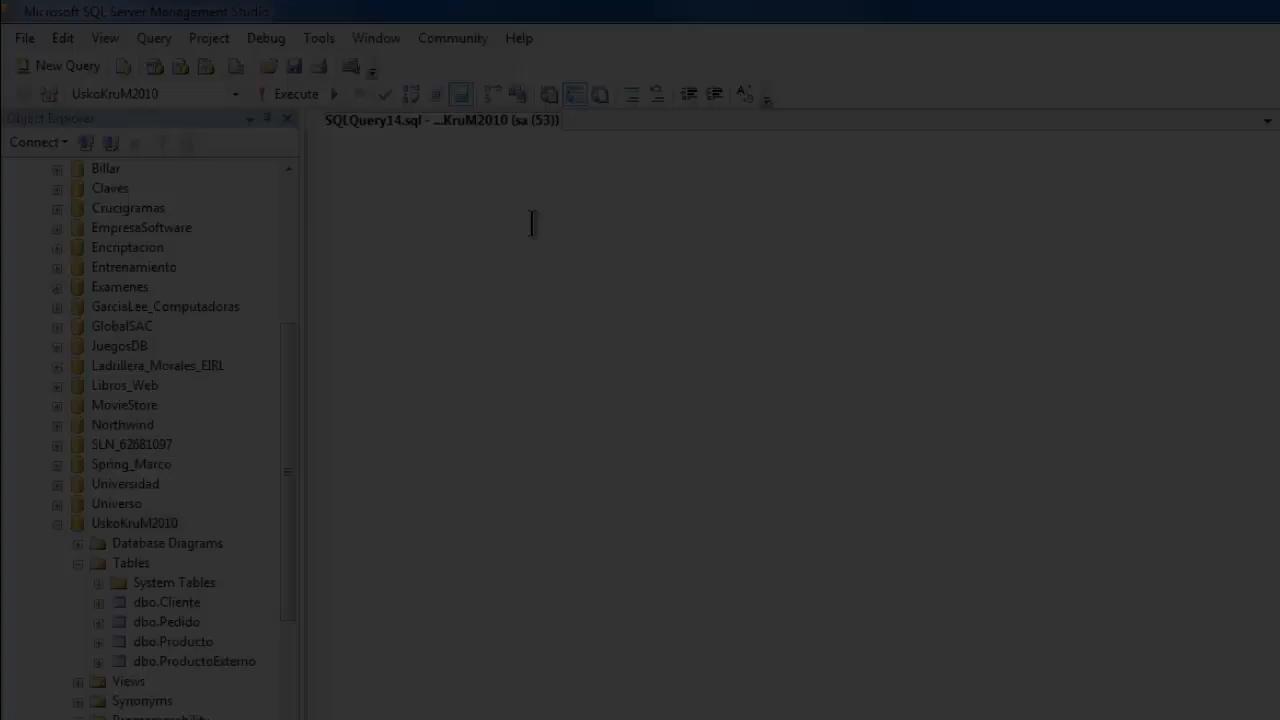 Microsoft SQL Server Management Studio
File Edit View Query Project Debug Tools Window Community Help
New Query
UskoKruM2010 Execute
Object Explorer
SQLQuery14.sql - ...KruM2010 (sa (53))
Connect
Billar
Claves
Crucigramas
EmpresaSoftware
Encriptacion
Entrenamiento
Examenes
GarciaLee_Computadoras
GlobalSAC
JuegosDB
Ladrillera_Morales_EIRL
Libros_Web
MovieStore
Northwind
SLN_62681097
Spring_Marco
Universidad
Universo
UskoKruM2010
Database Diagrams
Tables
System Tables
dbo.Cliente
dbo.Pedido
dbo.Producto
dbo.ProductoExterno
Views
Synonyms
Programmability